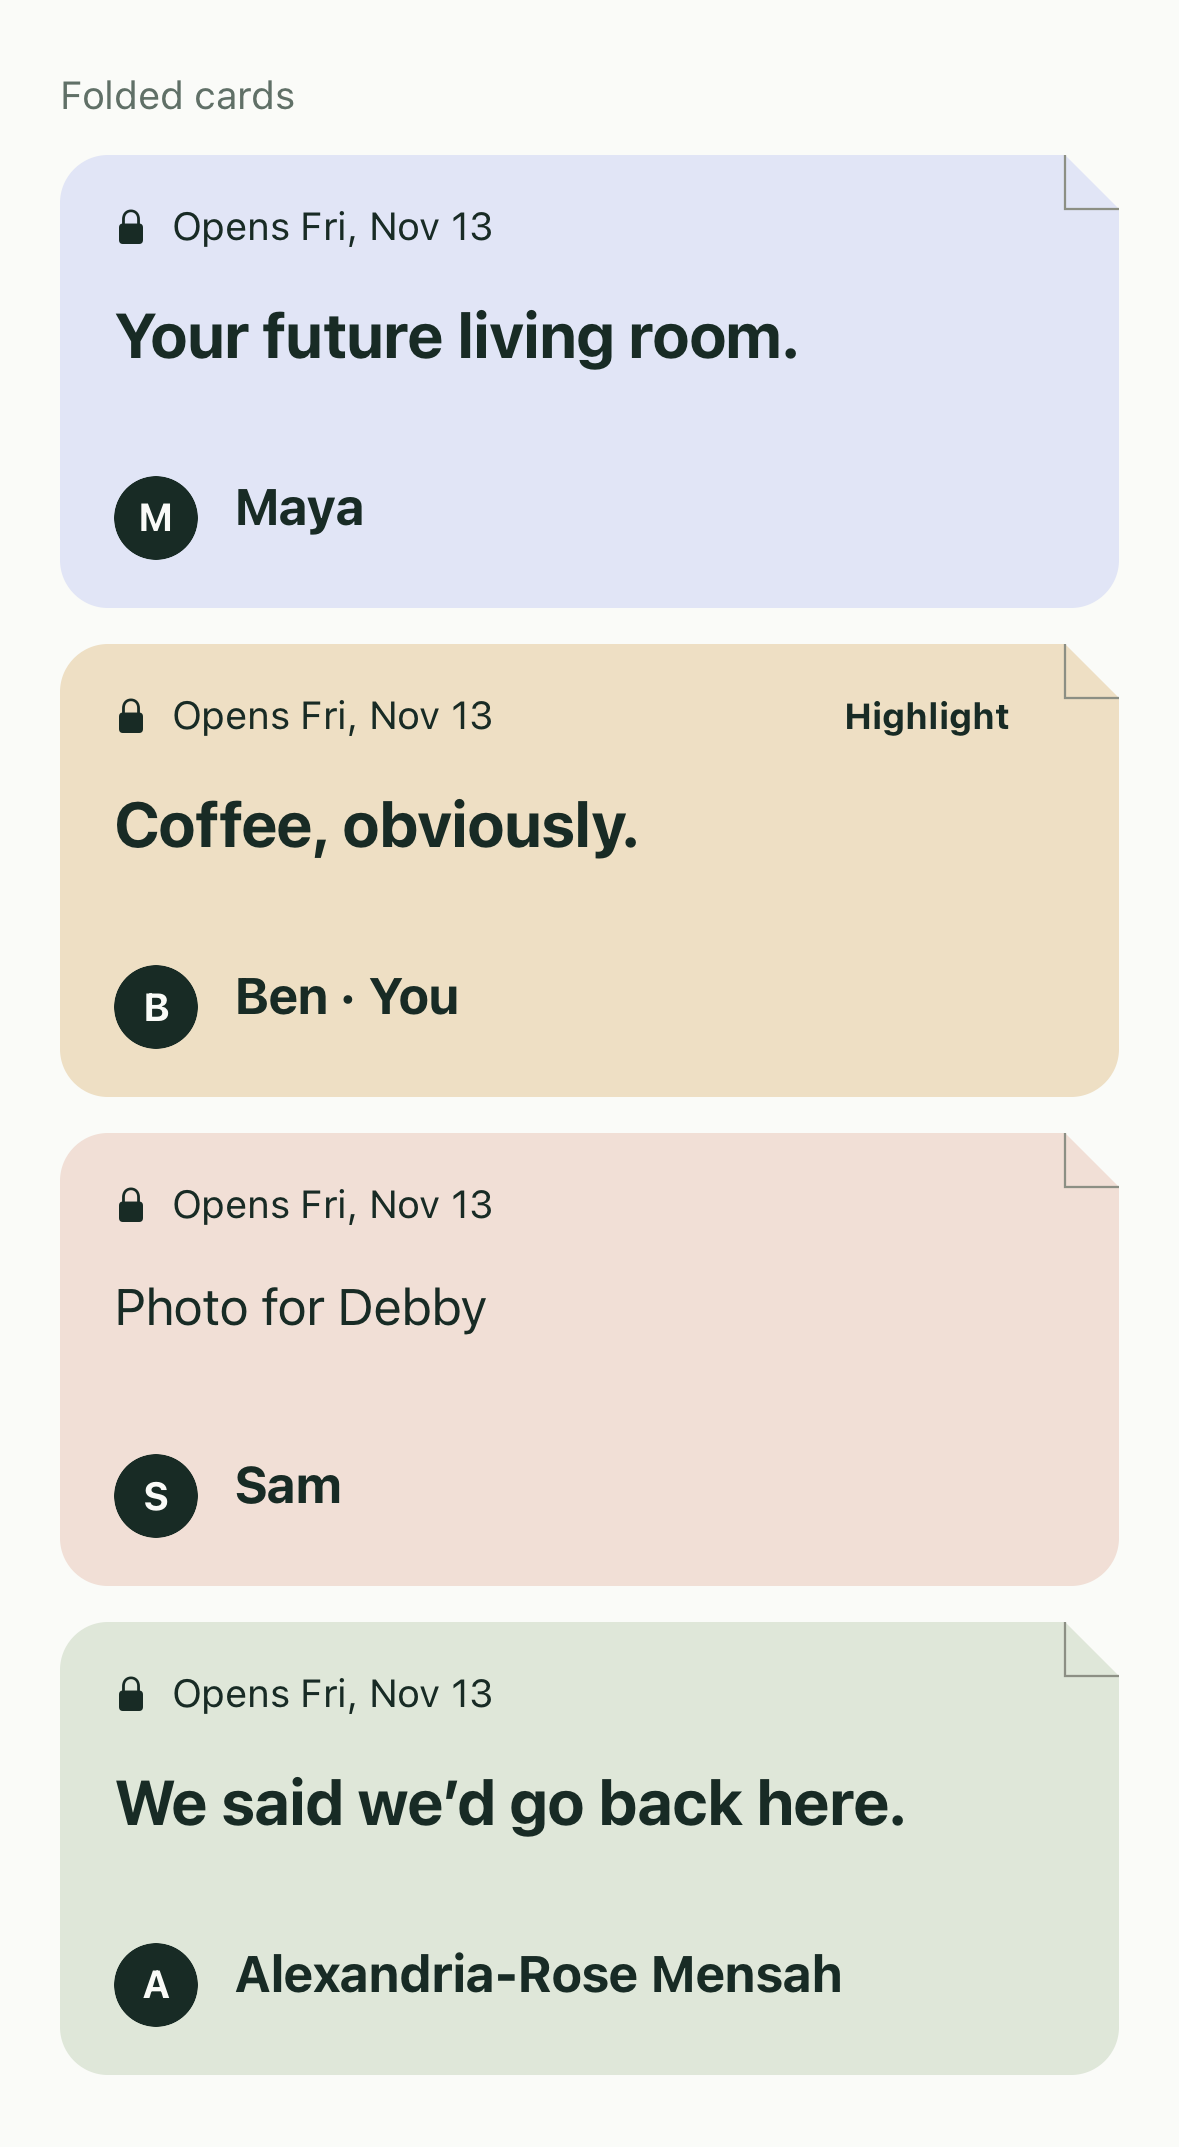 Folded cards
Opens Fri, Nov 13
Your future living room.
M Maya
Opens Fri, Nov 13 Highlight
Coffee, obviously.
B Ben · You
Opens Fri, Nov 13
Photo for Debby
S Sam
Opens Fri, Nov 13
We said we’d go back here.
A Alexandria-Rose Mensah